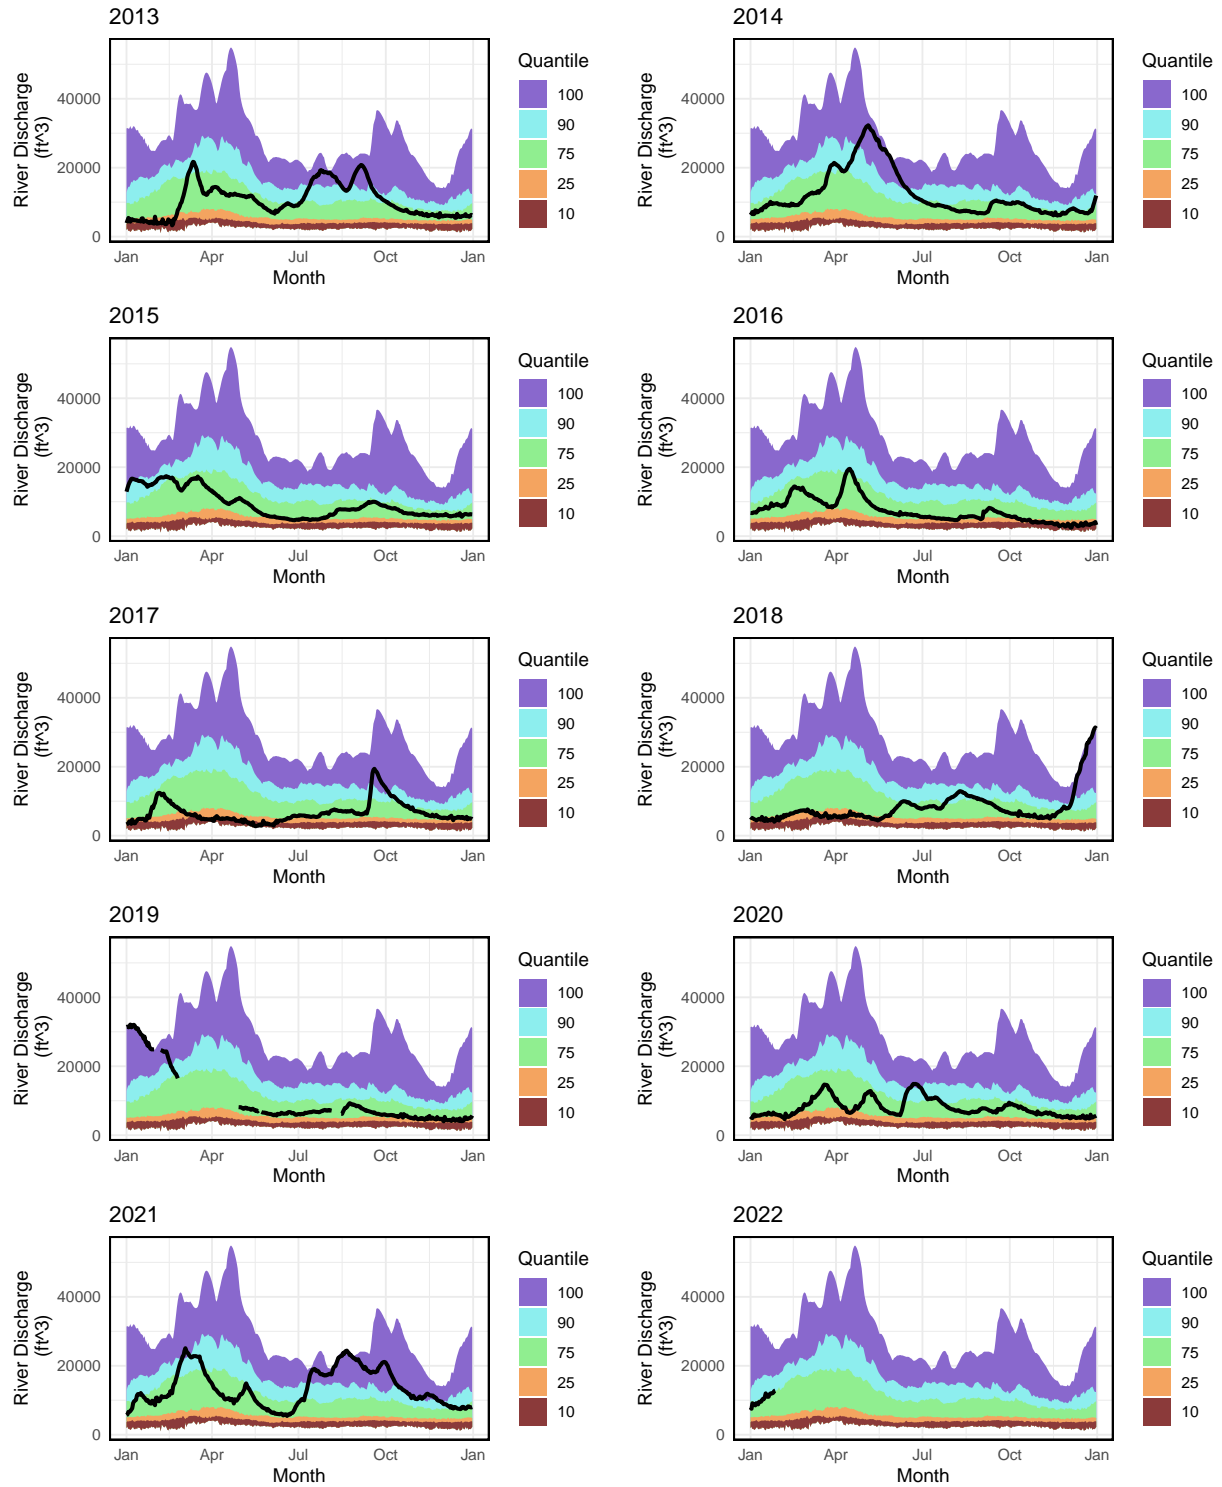 2013
River Discharge
(ft^3)
40000
20000
0
Jan
Apr
Jul
Oct
Jan
Month
Quantile
100
90
75
25
10
2014
River Discharge
(ft^3)
40000
20000
0
Jan
Apr
Jul
Oct
Jan
Month
Quantile
100
90
75
25
10
2015
River Discharge
(ft^3)
40000
20000
0
Jan
Apr
Jul
Oct
Jan
Month
Quantile
100
90
75
25
10
2016
River Discharge
(ft^3)
40000
20000
0
Jan
Apr
Jul
Oct
Jan
Month
Quantile
100
90
75
25
10
2017
River Discharge
(ft^3)
40000
20000
0
Jan
Apr
Jul
Oct
Jan
Month
Quantile
100
90
75
25
10
2018
River Discharge
(ft^3)
40000
20000
0
Jan
Apr
Jul
Oct
Jan
Month
Quantile
100
90
75
25
10
2019
River Discharge
(ft^3)
40000
20000
0
Jan
Apr
Jul
Oct
Jan
Month
Quantile
100
90
75
25
10
2020
River Discharge
(ft^3)
40000
20000
0
Jan
Apr
Jul
Oct
Jan
Month
Quantile
100
90
75
25
10
2021
River Discharge
(ft^3)
40000
20000
0
Jan
Apr
Jul
Oct
Jan
Month
Quantile
100
90
75
25
10
2022
River Discharge
(ft^3)
40000
20000
0
Jan
Apr
Jul
Oct
Jan
Month
Quantile
100
90
75
25
10